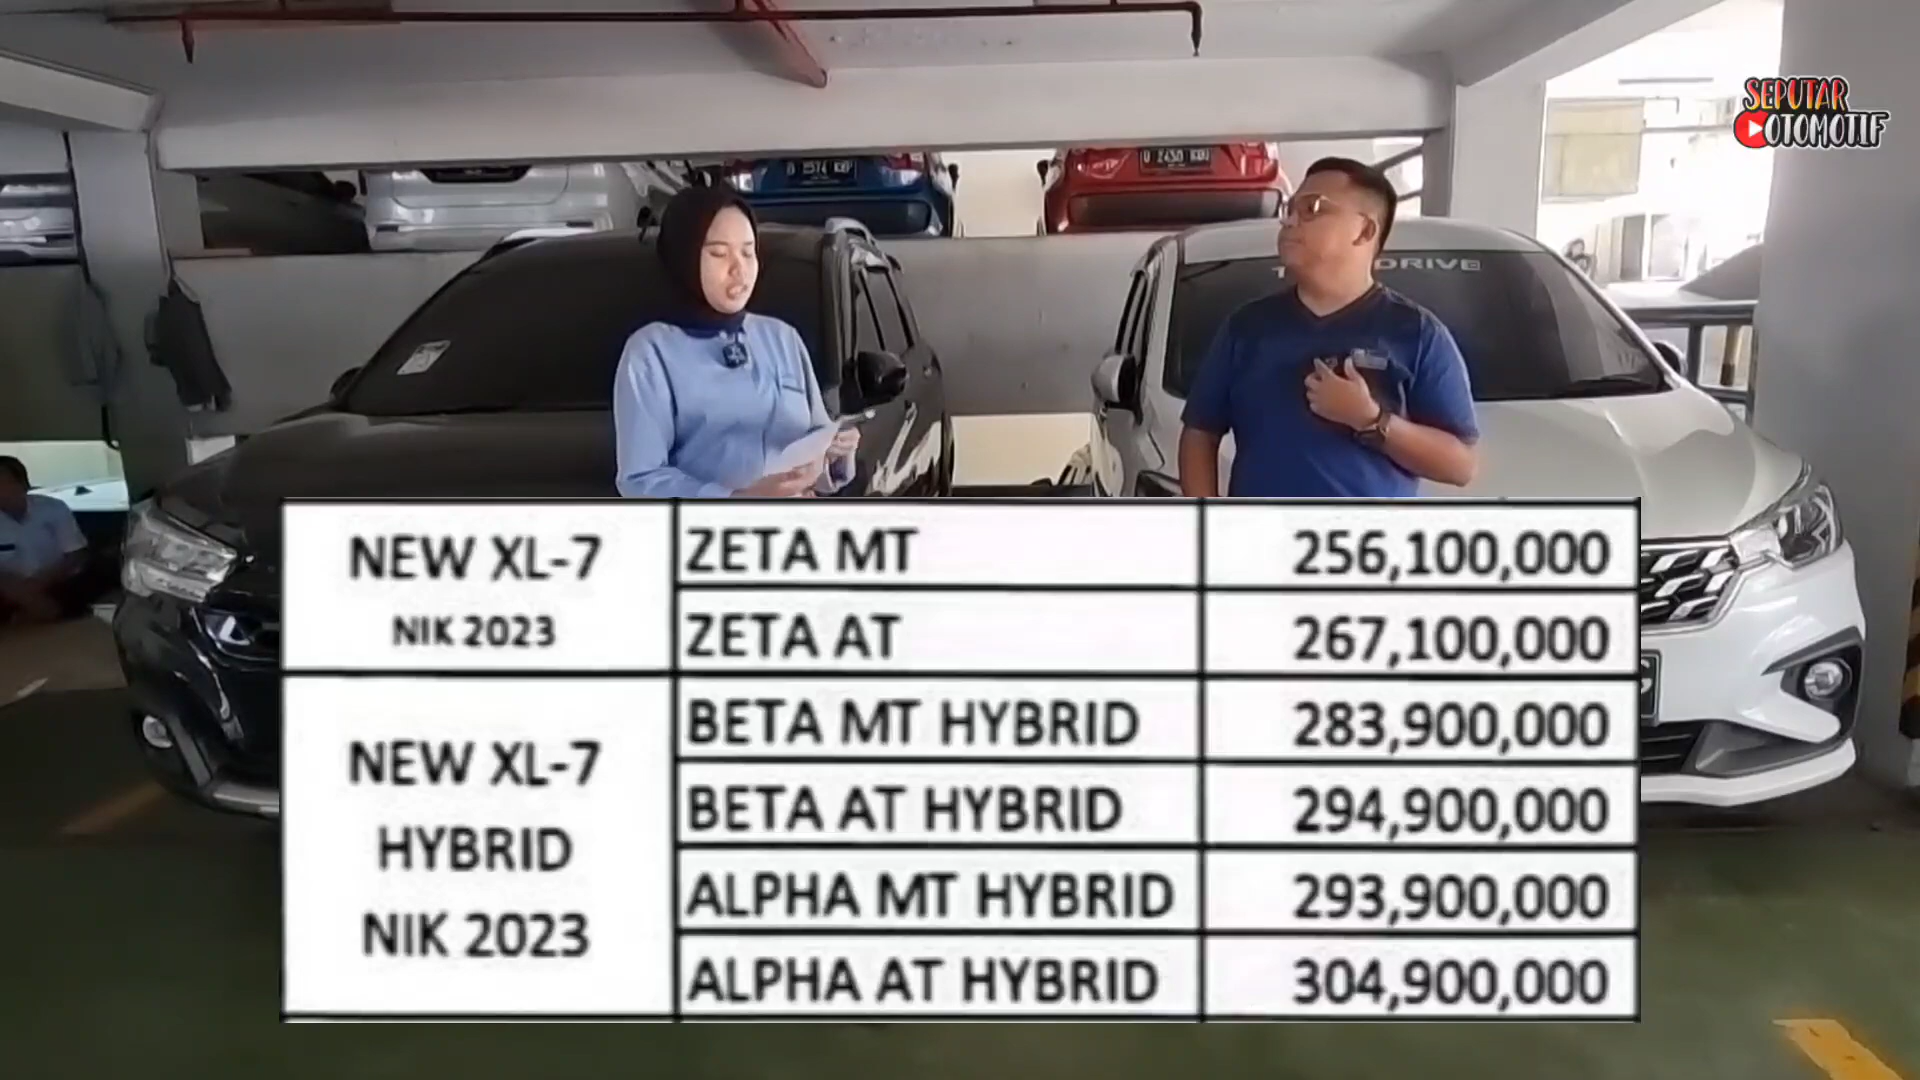 SEPUTAR
OTOMOTIF
DRIVE
NEW XL-7
NIK 2023
ZETA MT
256,100,000
ZETA AT
267,100,000
NEW XL-7
HYBRID
NIK 2023
BETA MT HYBRID
283,900,000
BETA AT HYBRID
294,900,000
ALPHA MT HYBRID
293,900,000
ALPHA AT HYBRID
304,900,000